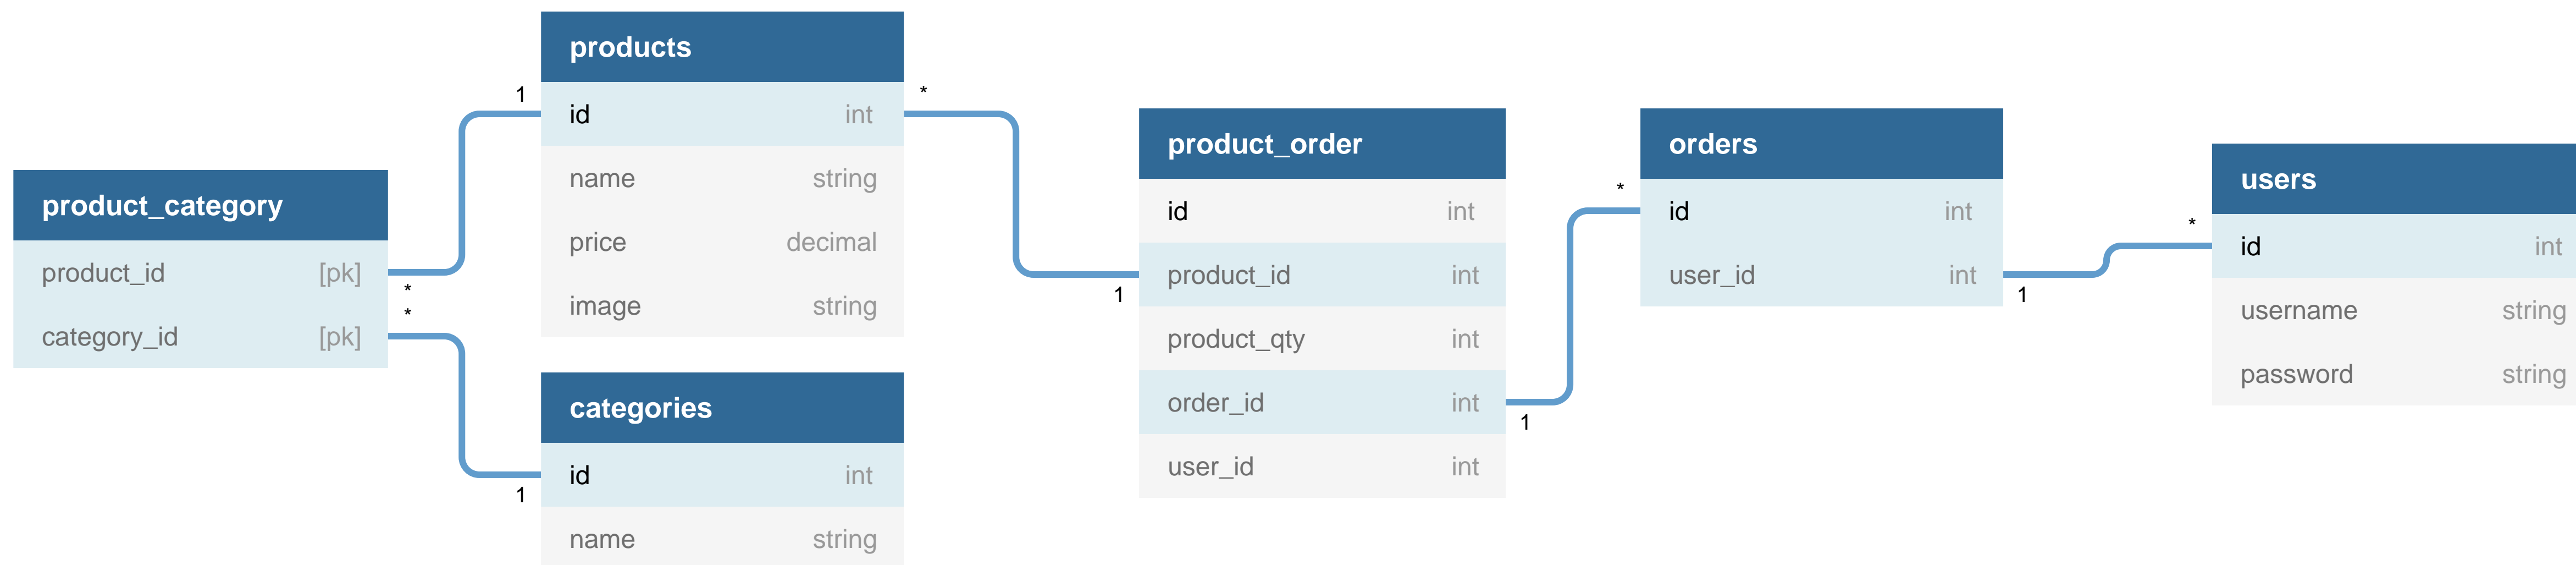 product_category
product_id [pk]
category_id [pk]
*
*
products
id int
name string
price decimal
image string
1
*
categories
id int
name string
1
product_order
id int
product_id int
product_qty int
order_id int
user_id int
1
1
orders
id int
user_id int
*
1
users
id int
username string
password string
*